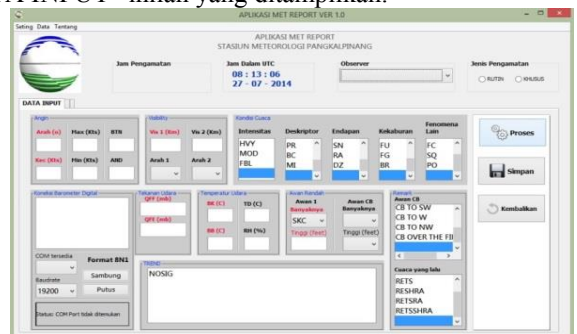 APLIKASI MET REPORT VER 1.0
Seting Data Tentang
APLIKASI MET REPORT
STASIUN METEOROLOGI PANGKALPINANG
Jam Pengamatan
Jam Dalam UTC
08 : 13 : 06
27 - 07 - 2014
Observer
Jenis Pengamatan
RUTIN KHUSUS
DATA INPUT
Angin
Arah (o) Max (Kts) BTN
Kec (Kts) Min (Kts) AND
Visibility
Vis 1 (Km) Vis 2 (Km)
Arah 1 Arah 2
Kondisi Cuaca
Intensitas Deskriptor Endapan Kekaburan Fenomena Lain
HVY PR SN FU FC
MOD BC RA FG SQ
FBL MI DZ BR PO
Proses
Simpan
Kembalikan
Koneksi Barometer Digital
COM tersedia
Format 8N1
Baudrate
19200
Sambung
Putus
Status: COM Port tidak ditemukan
Tekanan Udara
QFF (mb)
QFE (mb)
Temperatur Udara
BK (C) TD (C)
BB (C) RH (%)
Awan Rendah
Awan 1 Awan CB
Banyaknya Banyaknya
SKC
Tinggi (feet) Tinggi (Feet)
TREND
NOSIG
Remark
Awan CB
CB TO SW
CB TO W
CB TO NW
CB OVER THE FII
Cuaca yang lalu
RETS
RESHRA
RETSRA
RETSSHRA